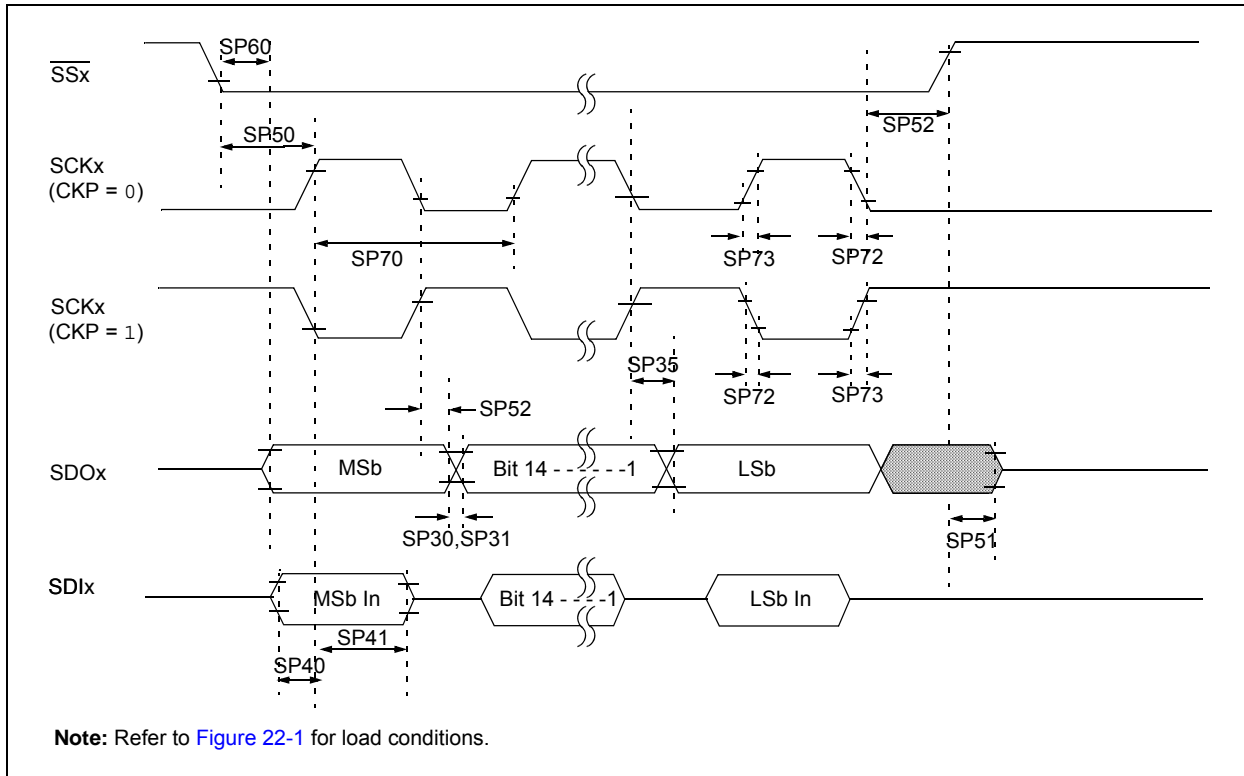 SP60
SSx
SP50
SP52
SCKx
(CKP = 0)
SP70
SP73
SP72
SCKx
(CKP = 1)
SP35
SP72
SP73
SP52
SDOx
MSb
Bit 14 - - - - - -1
LSb
SP30,SP31
SP51
SDIx
MSb In
Bit 14 - - - -1
LSb In
SP41
SP40
Note: Refer to Figure 22-1 for load conditions.